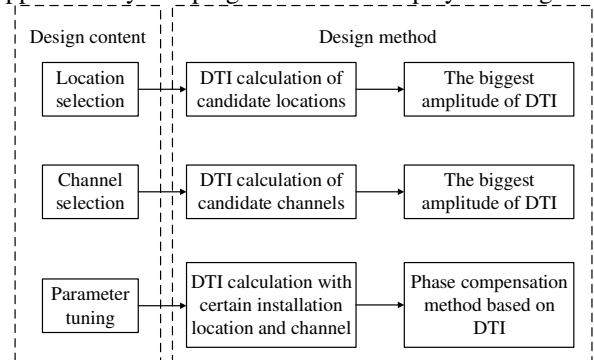 Design content
Design method
Location
selection
DTI calculation of
candidate locations
The biggest
amplitude of DTI
Channel
selection
DTI calculation of
candidate channels
The biggest
amplitude of DTI
Parameter
tuning
DTI calculation with
certain installation
location and channel
Phase compensation
method based on
DTI